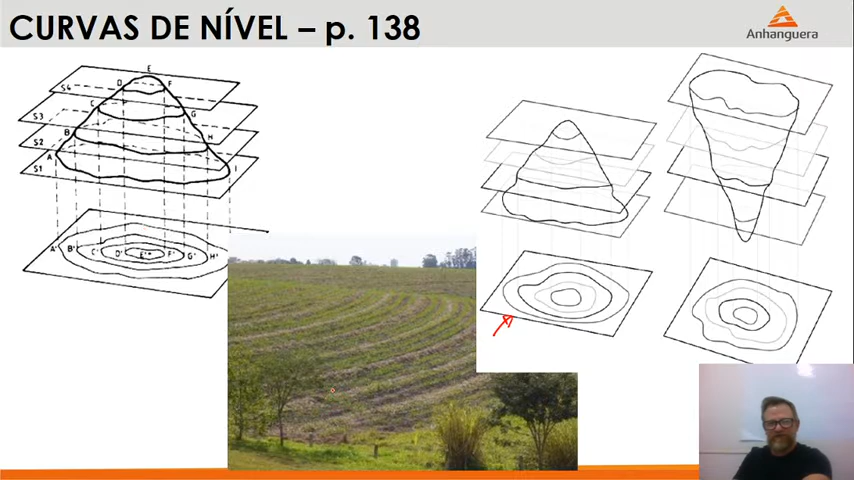 CURVAS DE NÍVEL – p. 138
Anhanguera
E
D F
S4
C G
S3
B H
S2
A
S1
A' B' C' D' E' F' G' H'